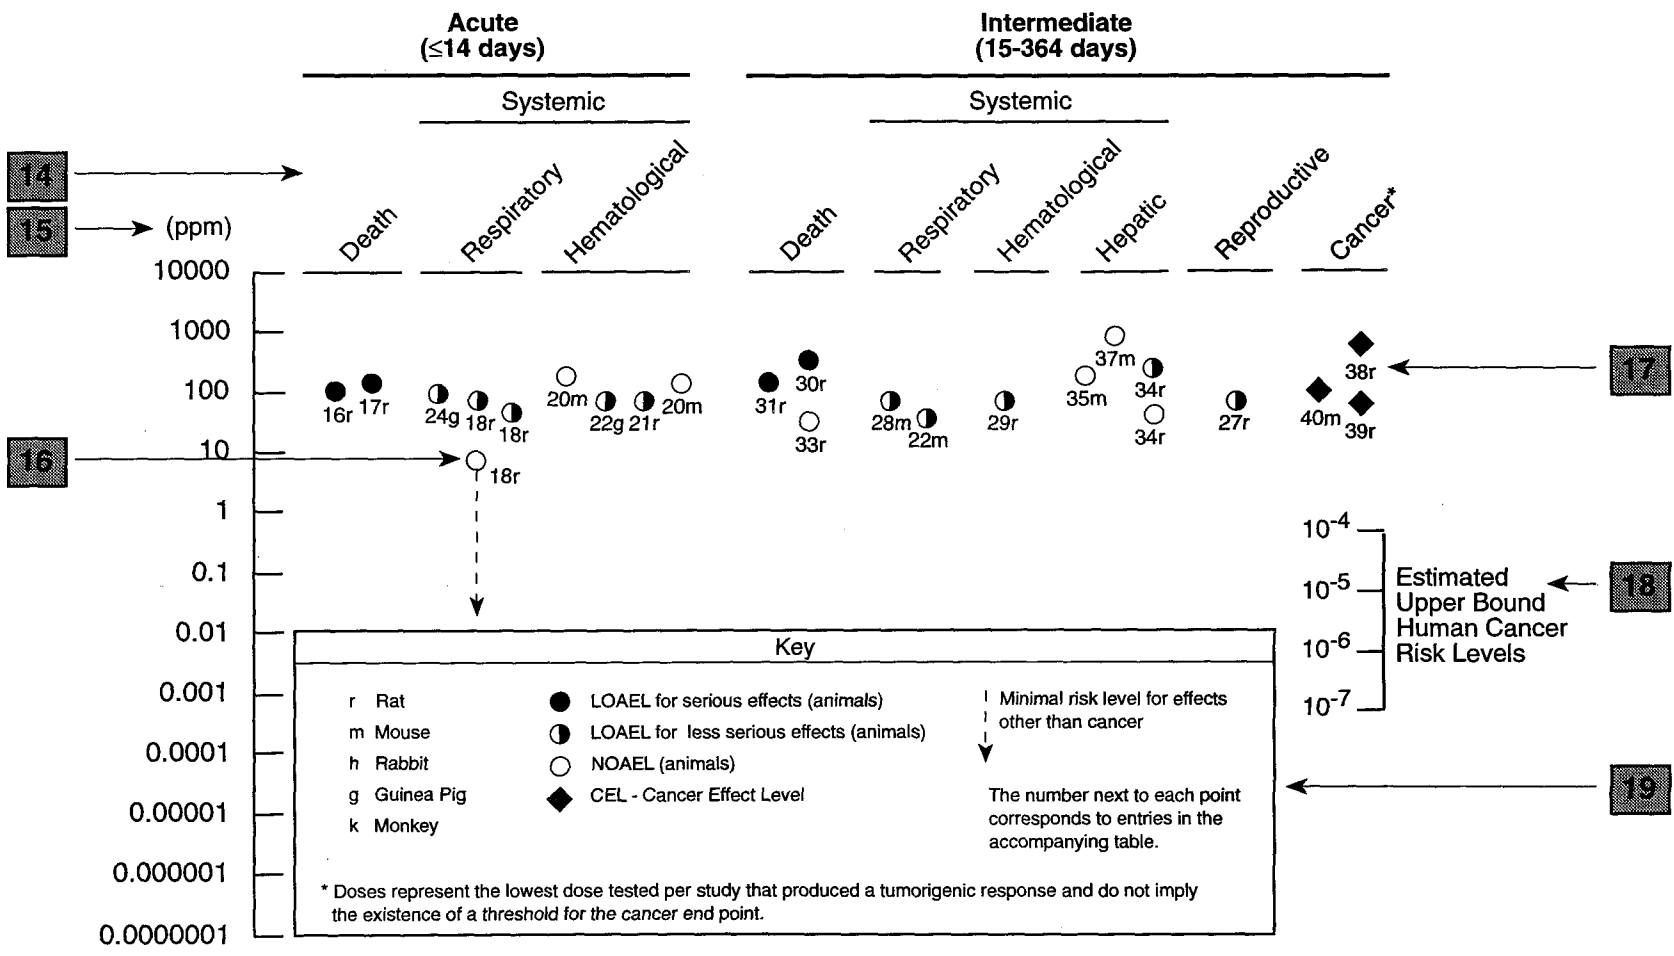 Acute
(≤14 days)
Intermediate
(15-364 days)
Systemic
Systemic
14
15
(ppm)
Death
Respiratory
Hematological
Death
Respiratory
Hematological
Hepatic
Reproductive
Cancer*
10000
1000
100
10
1
0.1
0.01
0.001
0.0001
0.00001
0.000001
0.0000001
16r
17r
24g
18r
18r
18r
20m
22g
21r
20m
31r
30r
33r
28m
22m
29r
37m
35m
34r
34r
27r
40m
38r
39r
16
17
18
19
10-4
10-5
10-6
10-7
Estimated
Upper Bound
Human Cancer
Risk Levels
Key
r Rat
m Mouse
h Rabbit
g Guinea Pig
k Monkey
LOAEL for serious effects (animals)
LOAEL for less serious effects (animals)
NOAEL (animals)
CEL - Cancer Effect Level
Minimal risk level for effects
other than cancer
The number next to each point
corresponds to entries in the
accompanying table.
* Doses represent the lowest dose tested per study that produced a tumorigenic response and do not imply
the existence of a threshold for the cancer end point.